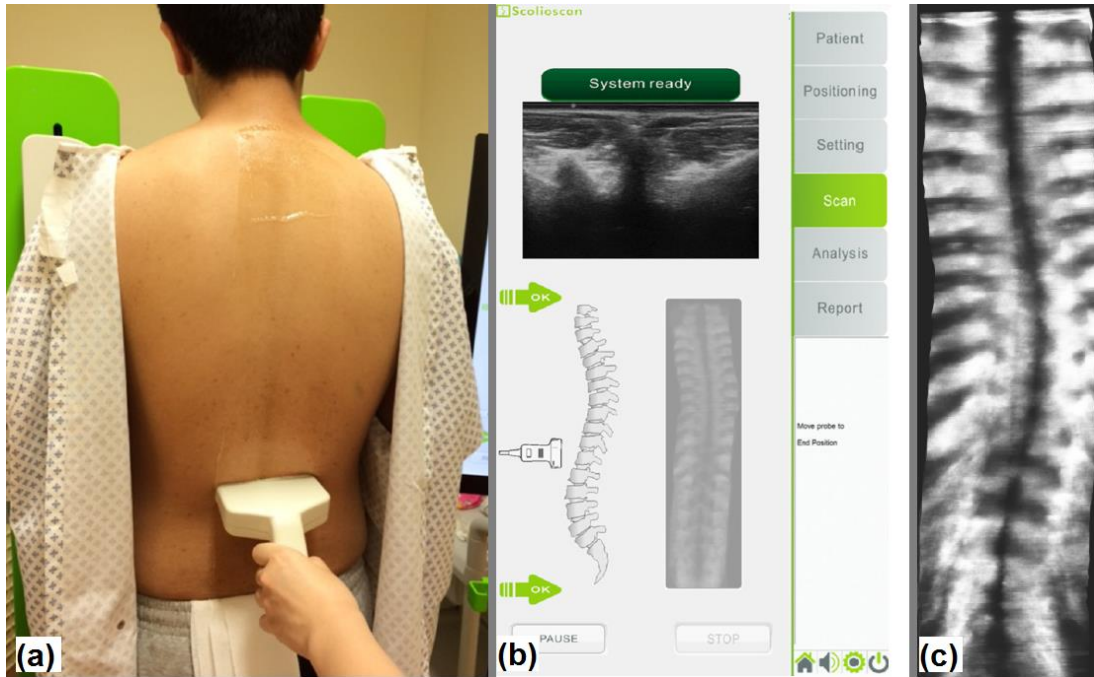 Scolioscan
System ready
Patient
Positioning
Setting
Scan
Analysis
Report
OK
Move probe to
End Position
OK
PAUSE
STOP
(a)
(b)
(c)